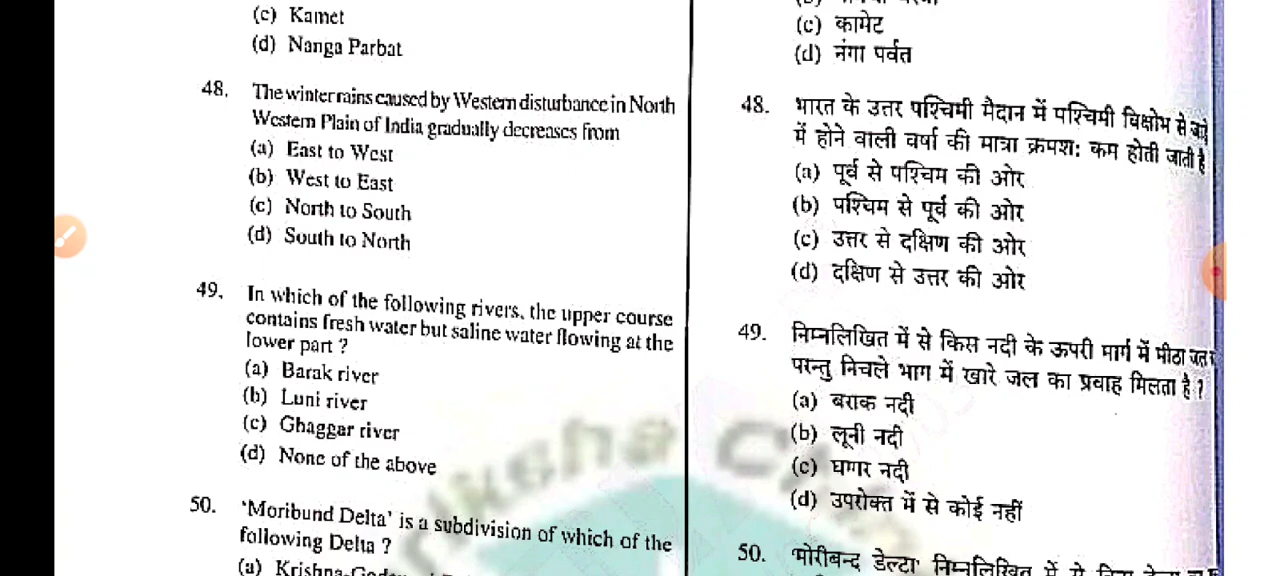 (c) Kamet
(d) Nanga Parbat
48. The winter rains caused by Western disturbance in North
Western Plain of India gradually decreases from
(a) East to West
(b) West to East
(c) North to South
(d) South to North
49. In which of the following rivers, the upper course
contains fresh water but saline water flowing at the
lower part ?
(a) Barak river
(b) Luni river
(c) Ghaggar river
(d) None of the above
50. 'Moribund Delta' is a subdivision of which of the
following Delta ?
(a)
(c) कामेट
(d) नंगा पर्वत
48. भारत के उत्तर पश्चिमी मैदान में पश्चिमी विक्षोभ से जाड़े
में होने वाली वर्षा की मात्रा क्रमश: कम होती जाती है
(a) पूर्व से पश्चिम की ओर
(b) पश्चिम से पूर्व की ओर
(c) उत्तर से दक्षिण की ओर
(d) दक्षिण से उत्तर की ओर
49. निम्नलिखित में से किस नदी के ऊपरी मार्ग में मीठा जल
परन्तु निचले भाग में खारे जल का प्रवाह मिलता है ?
(a) बराक नदी
(b) लूनी नदी
(c) घग्गर नदी
(d) उपरोक्त में से कोई नहीं
50. 'मोरीबन्द डेल्टा' निम्नलिखित में से किस